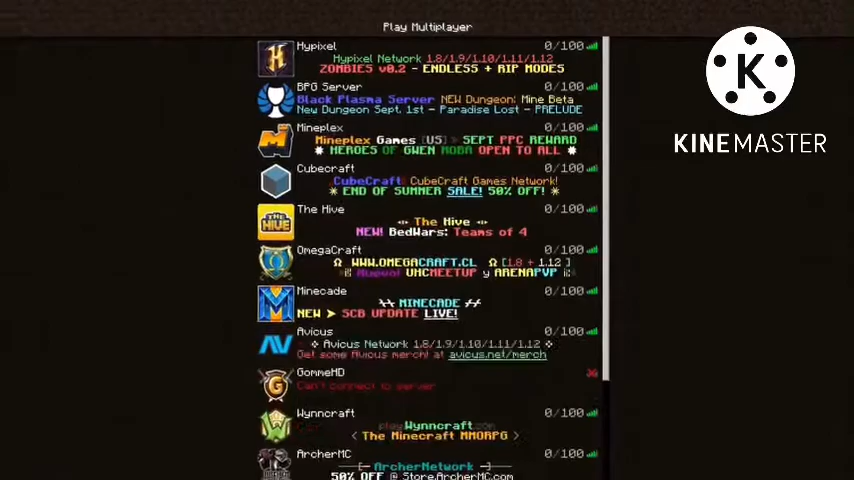 Play Multiplayer
Hypixel 0/100
Hypixel Network 1.8/1.9/1.10/1.11/1.12
ZOMBIES v0.2 - ENDLESS + RIP MODES
BPG Server 0/100
Black Plasma Server NEW Dungeon: Mine Beta
New Dungeon Sept. 1st - Paradise Lost - PRELUDE
Mineplex 0/100
Mineplex Games [US] SEPT PPC REWARD
* HEROES OF GWEN MOBA OPEN TO ALL *
Cubecraft 0/100
CubeCraft: CubeCraft Games Network!
* END OF SUMMER SALE! 50% OFF! *
The Hive 0/100
The Hive
NEW! BedWars: Teams of 4
THE HIVE
OmegaCraft 0/100
Ω WWW.OMEGACRAFT.CL Ω [1.8 + 1.12 ]
Nuevo! UHCMEETUP y ARENAPVP
Minecade 0/100
MINECADE
NEW ➤ SCB UPDATE LIVE!
Avicus 0/100
Avicus Network 1.8/1.9/1.10/1.11/1.12
Get some Avicus merch! at avicus.net/merch
GommeHD
Can't connect to server
Wynncraft 0/100
play.Wynncraft.com
< The Minecraft MMORPG >
ArcherMC 0/100
ArcherNetwork
50% OFF @ Store.ArcherMC.com
K
KINEMASTER